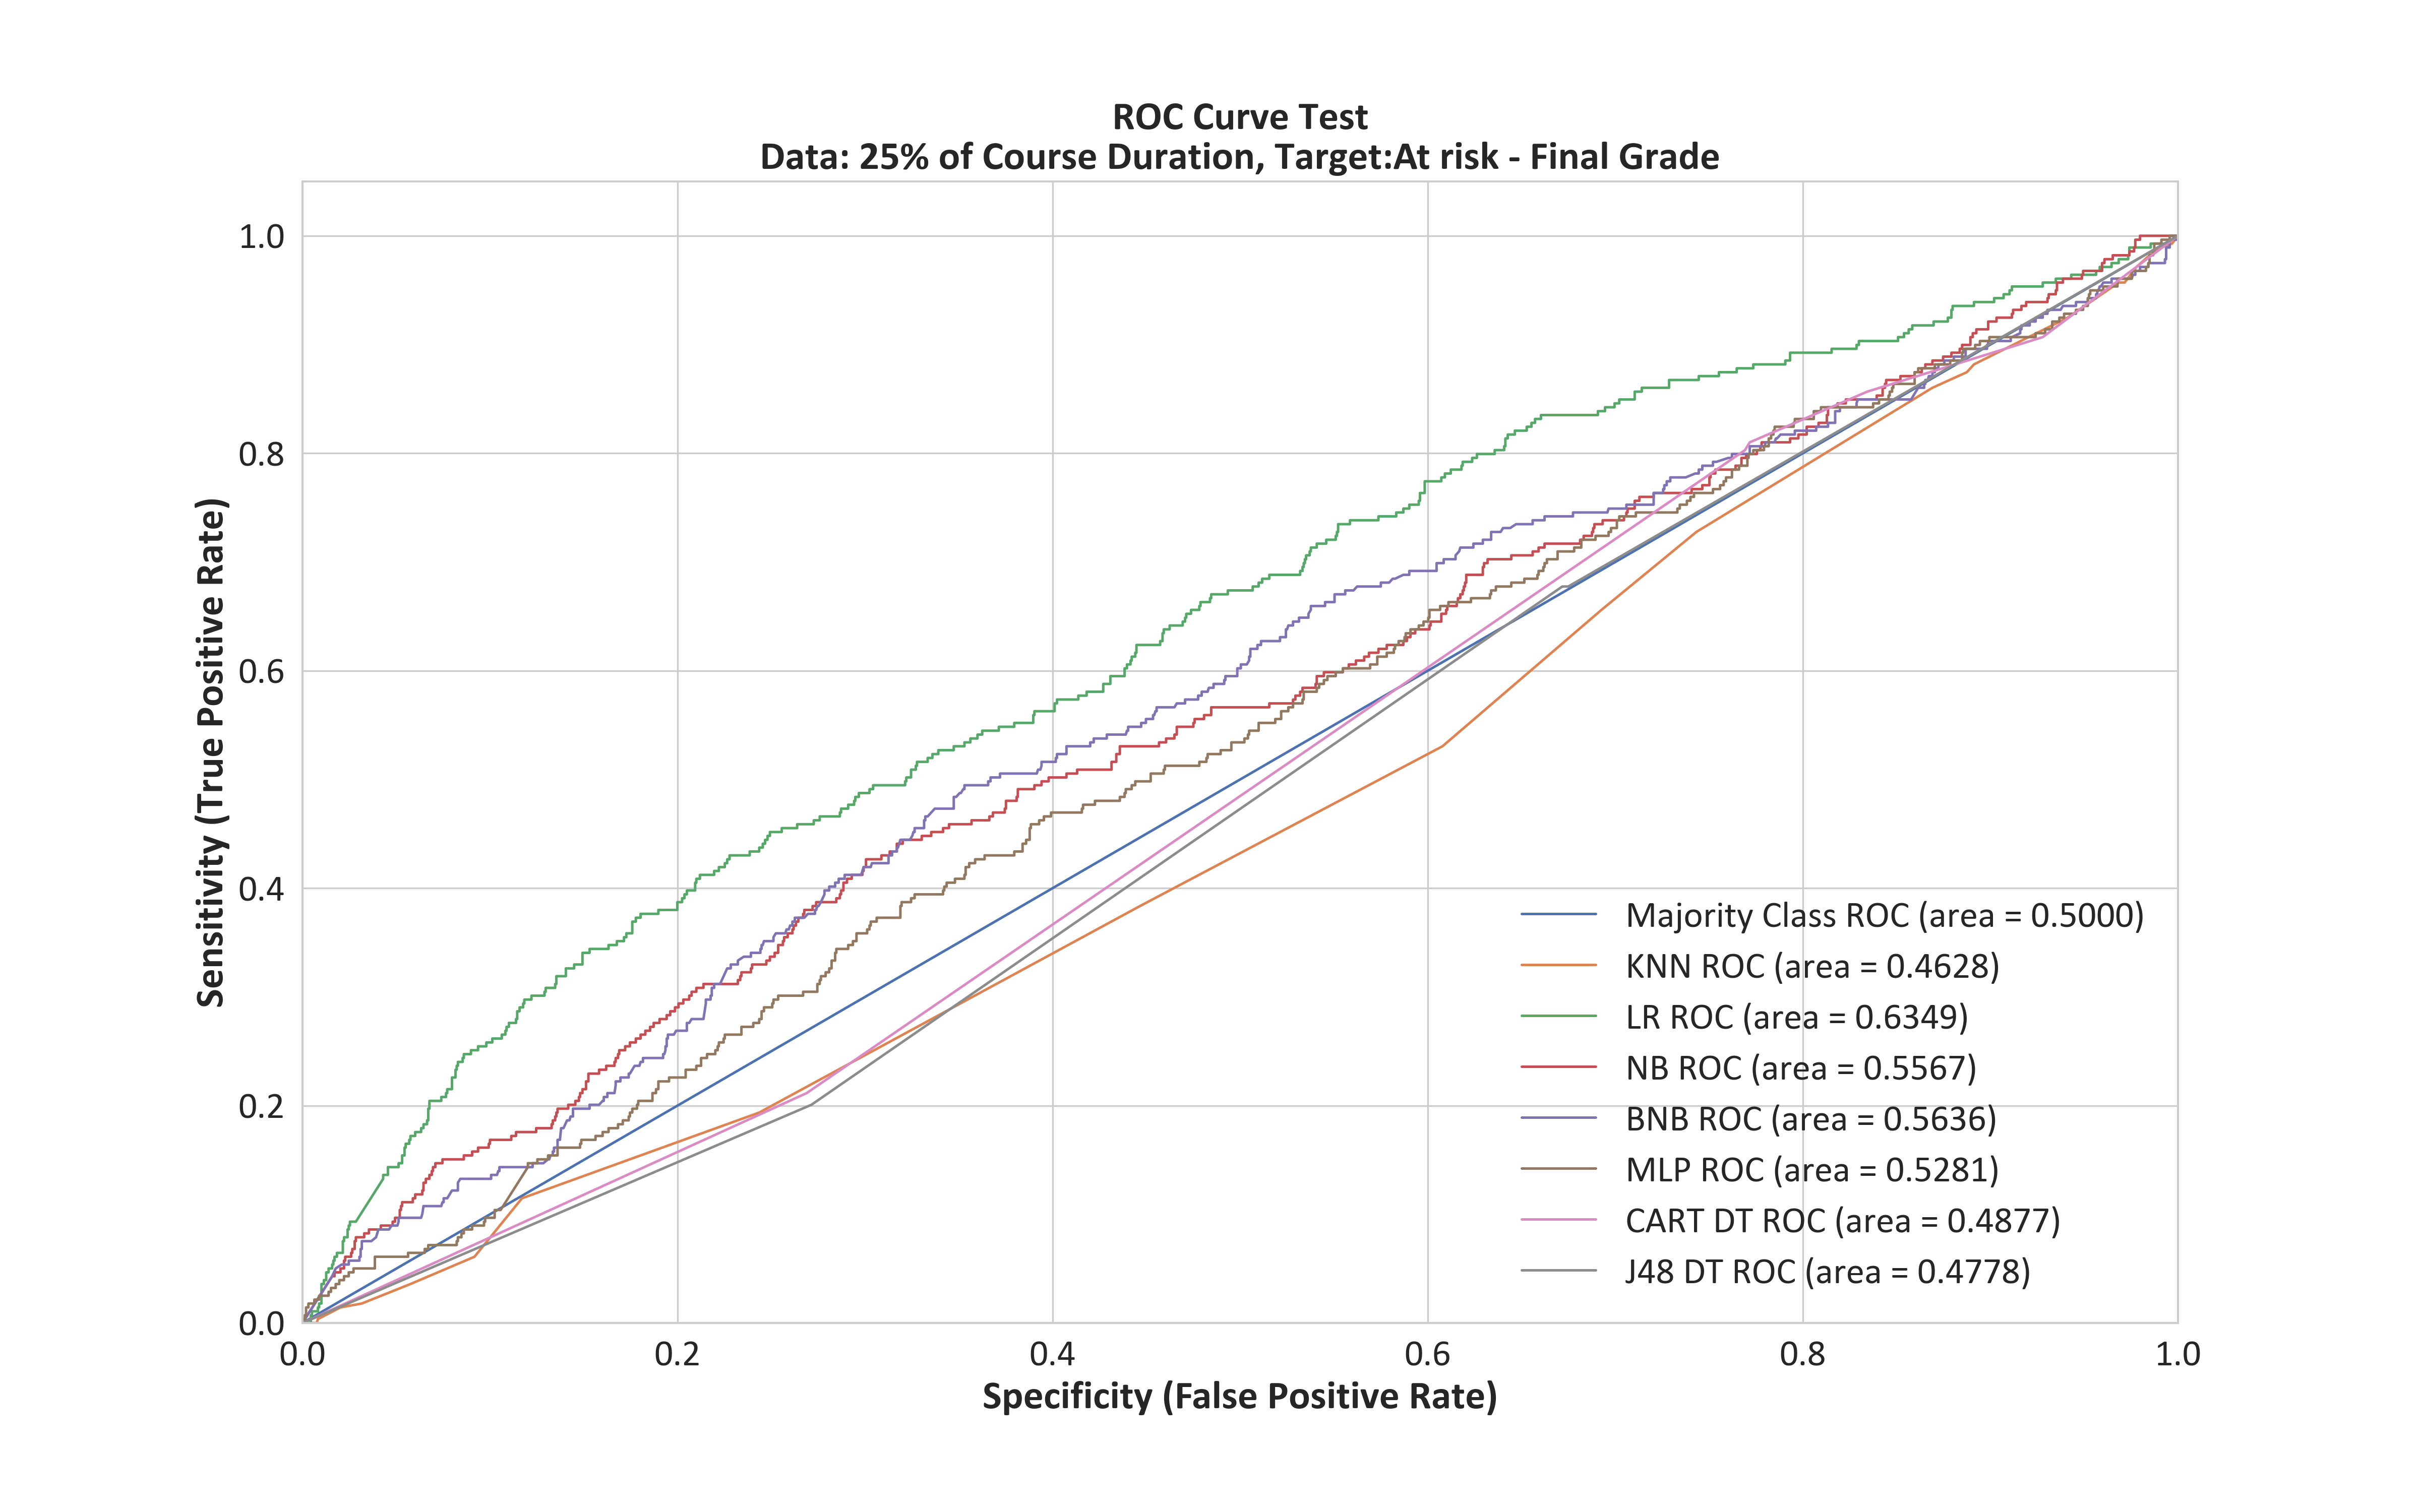 ROC Curve Test
Data: 25% of Course Duration, Target:At risk - Final Grade
Sensitivity (True Positive Rate)
1.0
0.8
0.6
0.4
0.2
0.0
Majority Class ROC (area = 0.5000)
KNN ROC (area = 0.4628)
LR ROC (area = 0.6349)
NB ROC (area = 0.5567)
BNB ROC (area = 0.5636)
MLP ROC (area = 0.5281)
CART DT ROC (area = 0.4877)
J48 DT ROC (area = 0.4778)
0.0 0.2 0.4 0.6 0.8 1.0
Specificity (False Positive Rate)